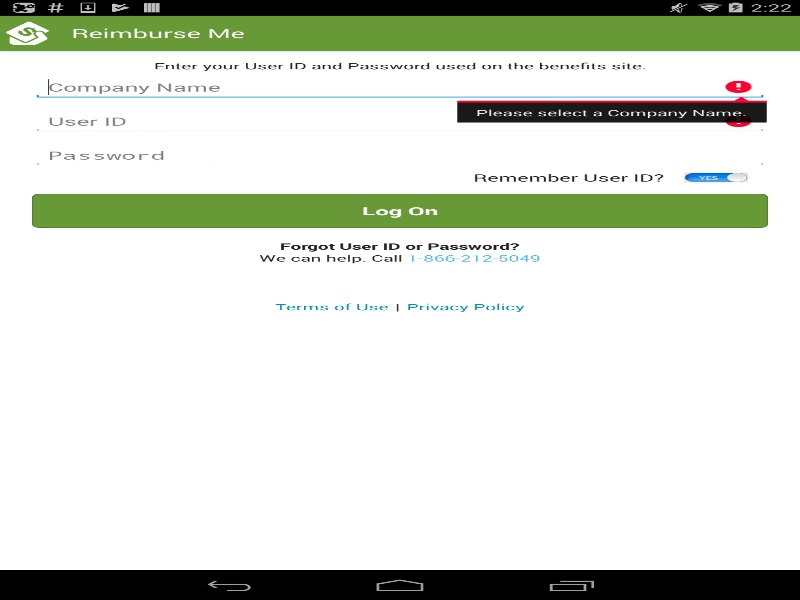 2:22
Reimburse Me
Enter your User ID and Password used on the benefits site.
Company Name
Please select a Company Name.
User ID
Password
Remember User ID? YES
Log On
Forgot User ID or Password?
We can help. Call 1-866-212-5049
Terms of Use | Privacy Policy